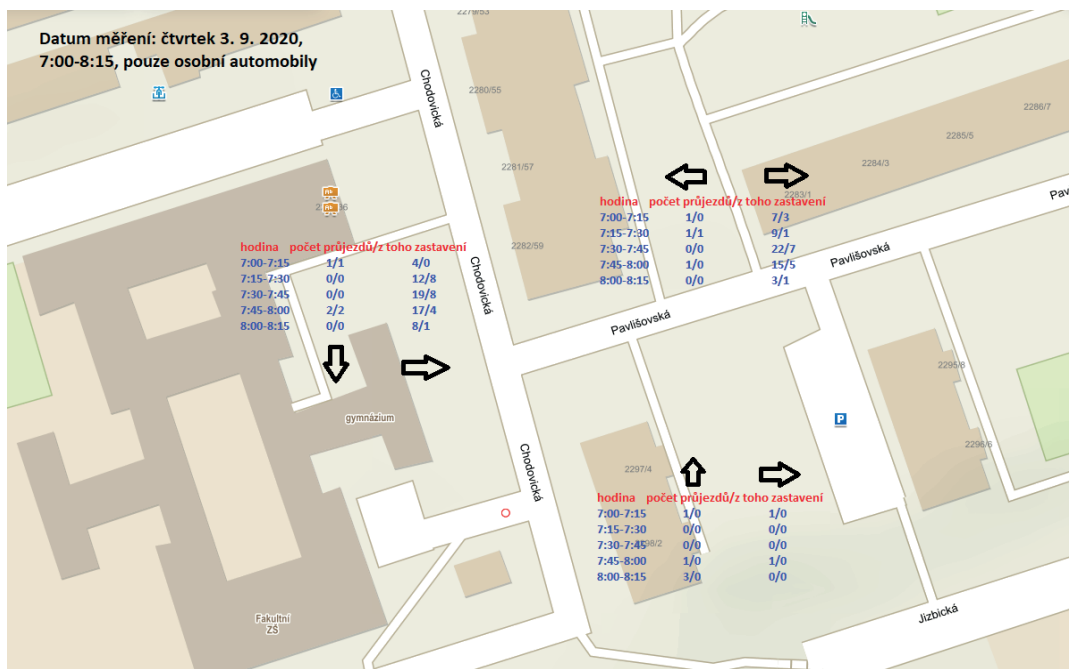 Datum měření: čtvrtek 3. 9. 2020,
7:00-8:15, pouze osobní automobily
2279/53
Chodovická
2280/55
2281/57
2282/59
2286/7
2285/5
2284/3
2283/1
hodina počet průjezdů/z toho zastavení
7:00-7:15 1/0 7/3
7:15-7:30 1/1 9/1
7:30-7:45 0/0 22/7
7:45-8:00 1/0 15/5
8:00-8:15 0/0 3/1
hodina počet průjezdů/z toho zastavení
7:00-7:15 1/1 4/0
7:15-7:30 0/0 12/8
7:30-7:45 0/0 19/8
7:45-8:00 2/2 17/4
8:00-8:15 0/0 8/1
Chodovická
Pavlišovská
Pavlišovská
gymnázium
Chodovická
P
2295/8
2296/6
2297/4
hodina počet průjezdů/z toho zastavení
7:00-7:15 1/0 1/0
7:15-7:30 0/0 0/0
7:30-7:45 0/0 0/0
7:45-8:00 1/0 1/0
8:00-8:15 3/0 0/0
Fakultní
ZŠ
Jizbická